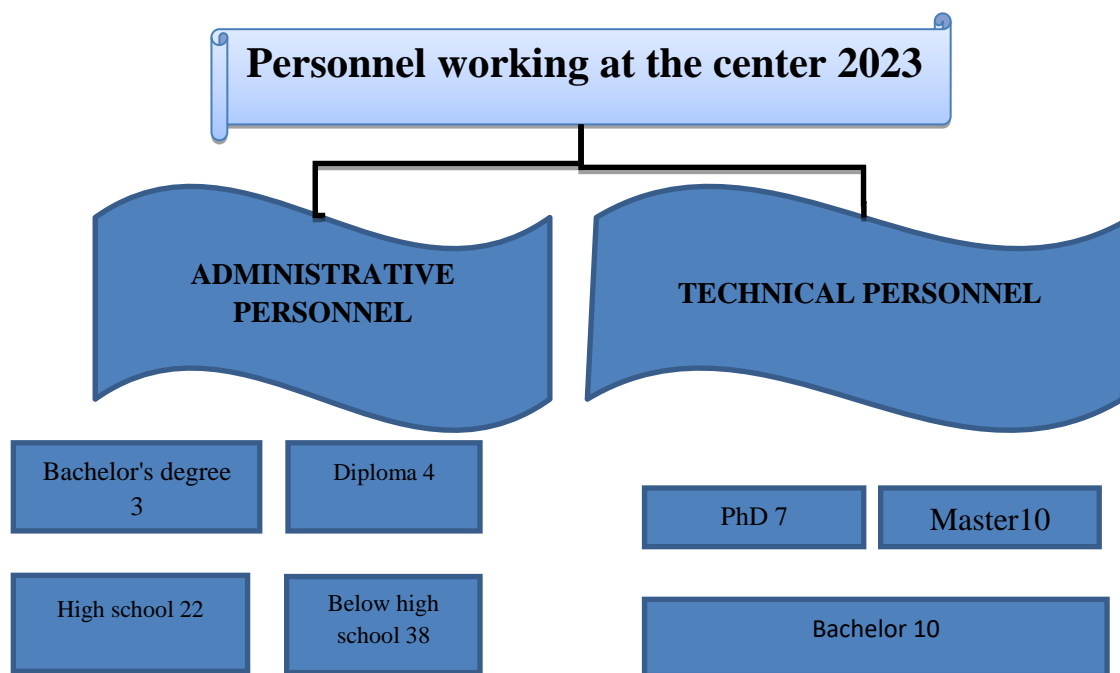 Personnel working at the center 2023
ADMINISTRATIVE
PERSONNEL
TECHNICAL PERSONNEL
Bachelor's degree
3
Diploma 4
PhD 7
Master10
High school 22
Below high
school 38
Bachelor 10